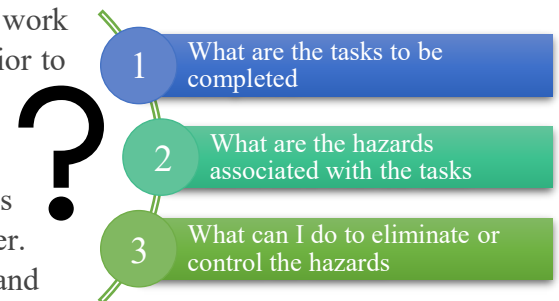 work
ior to
?
s
er.
and
1
What are the tasks to be
completed
2
What are the hazards
associated with the tasks
3
What can I do to eliminate or
control the hazards